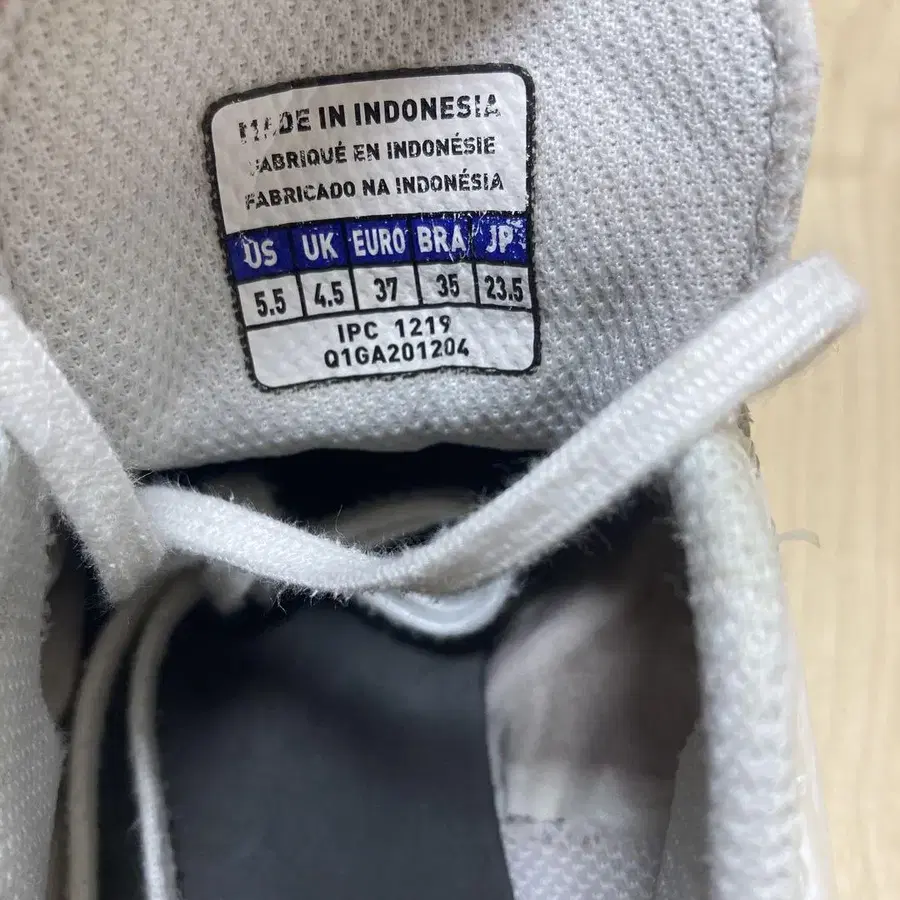 MADE IN INDONESIA
FABRIQUÉ EN INDONÉSIE
FABRICADO NA INDONÉSIA
US UK EURO BRA JP
5.5 4.5 37 35 23.5
IPC 1219
Q1GA201204